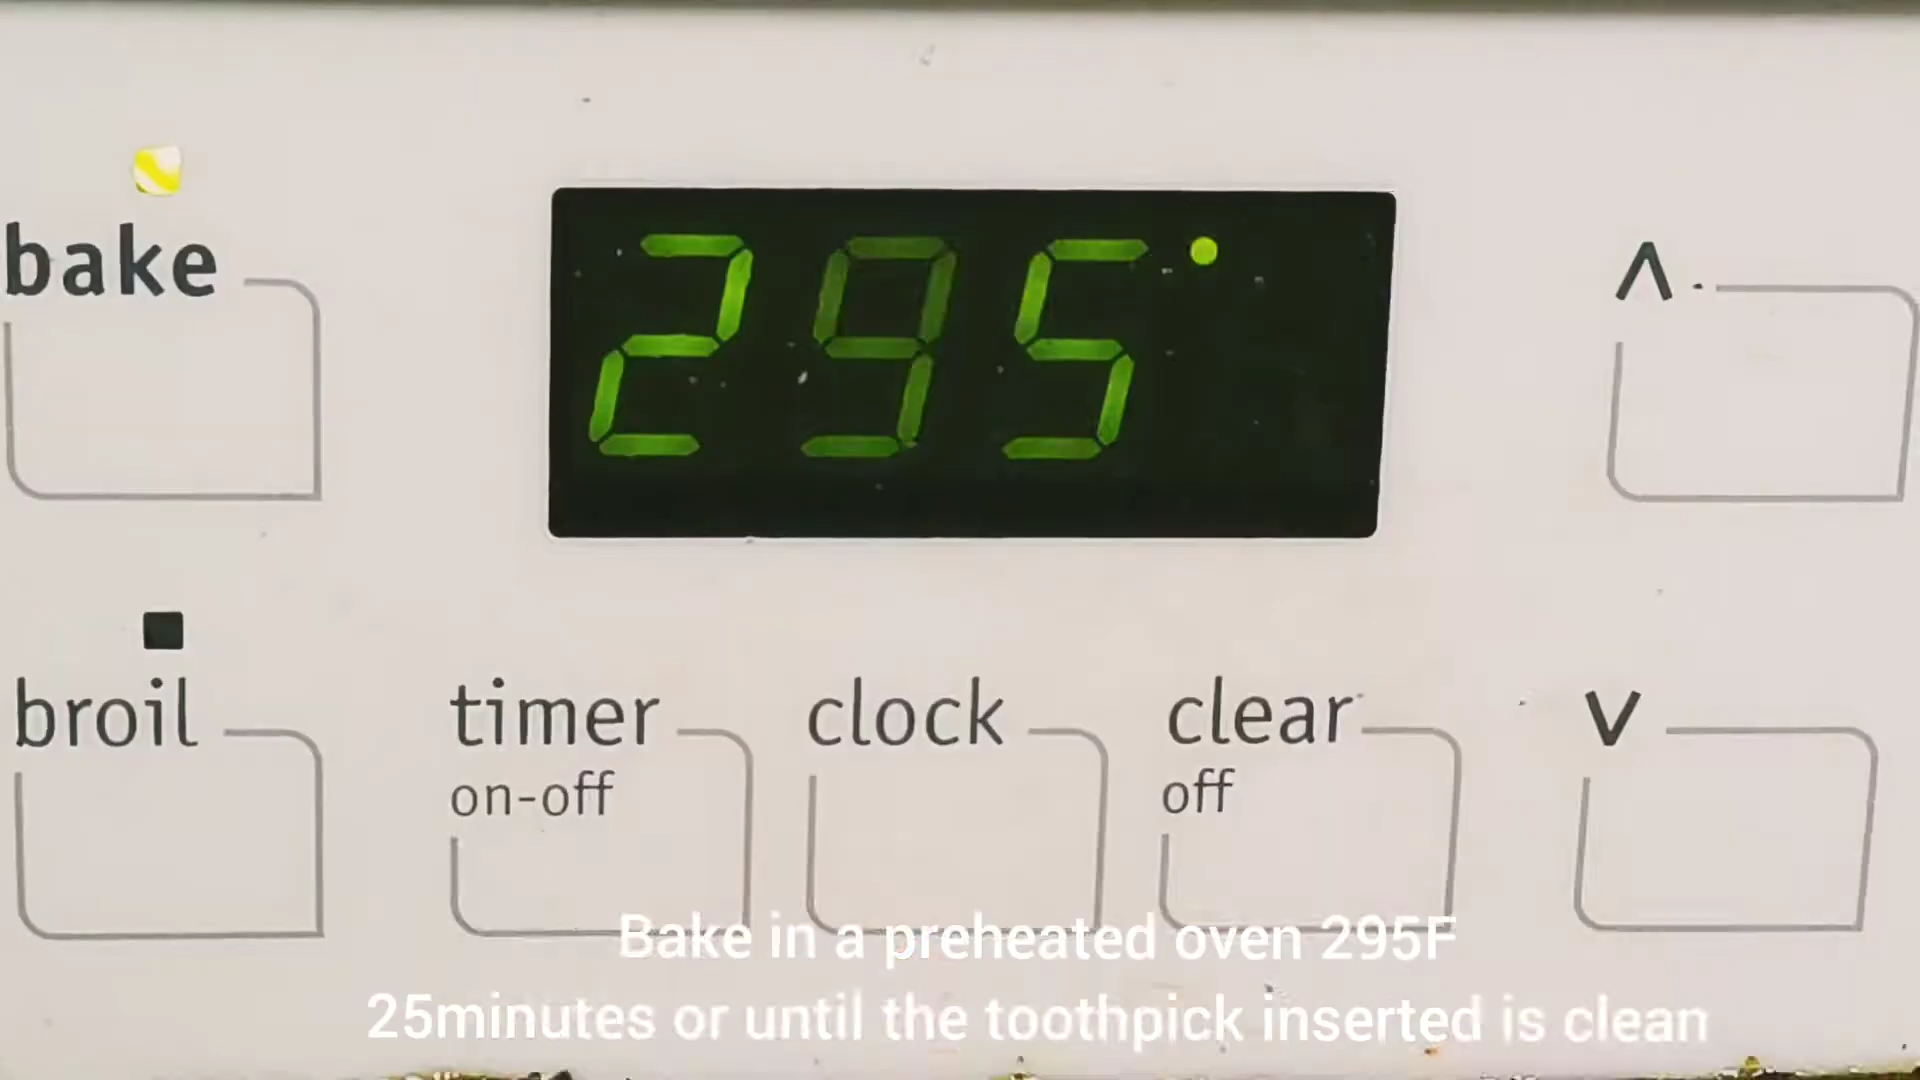 bake
295°
Λ
broil
timer
on-off
clock
clear
off
V
Bake in a preheated oven 295F
25minutes or until the toothpick inserted is clean